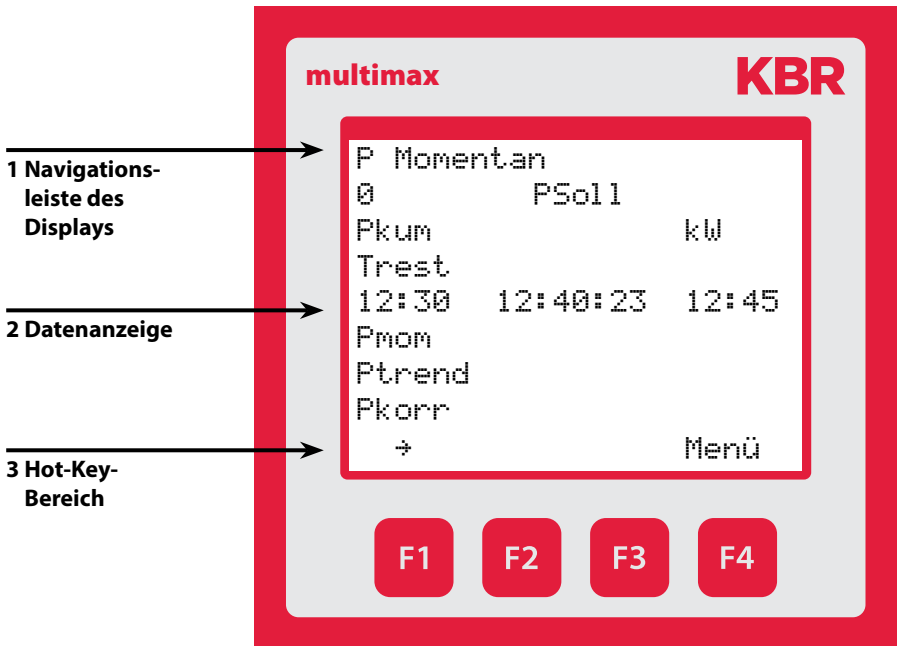 multimax KBR
1 Navigations-
leiste des
Displays
P Momentan
0 PSoll
Pkum kW
Trest
12:30 12:40:23 12:45
2 Datenanzeige
Pmom
Ptrend
Pkorr
→ Menü
3 Hot-Key-
Bereich
F1 F2 F3 F4